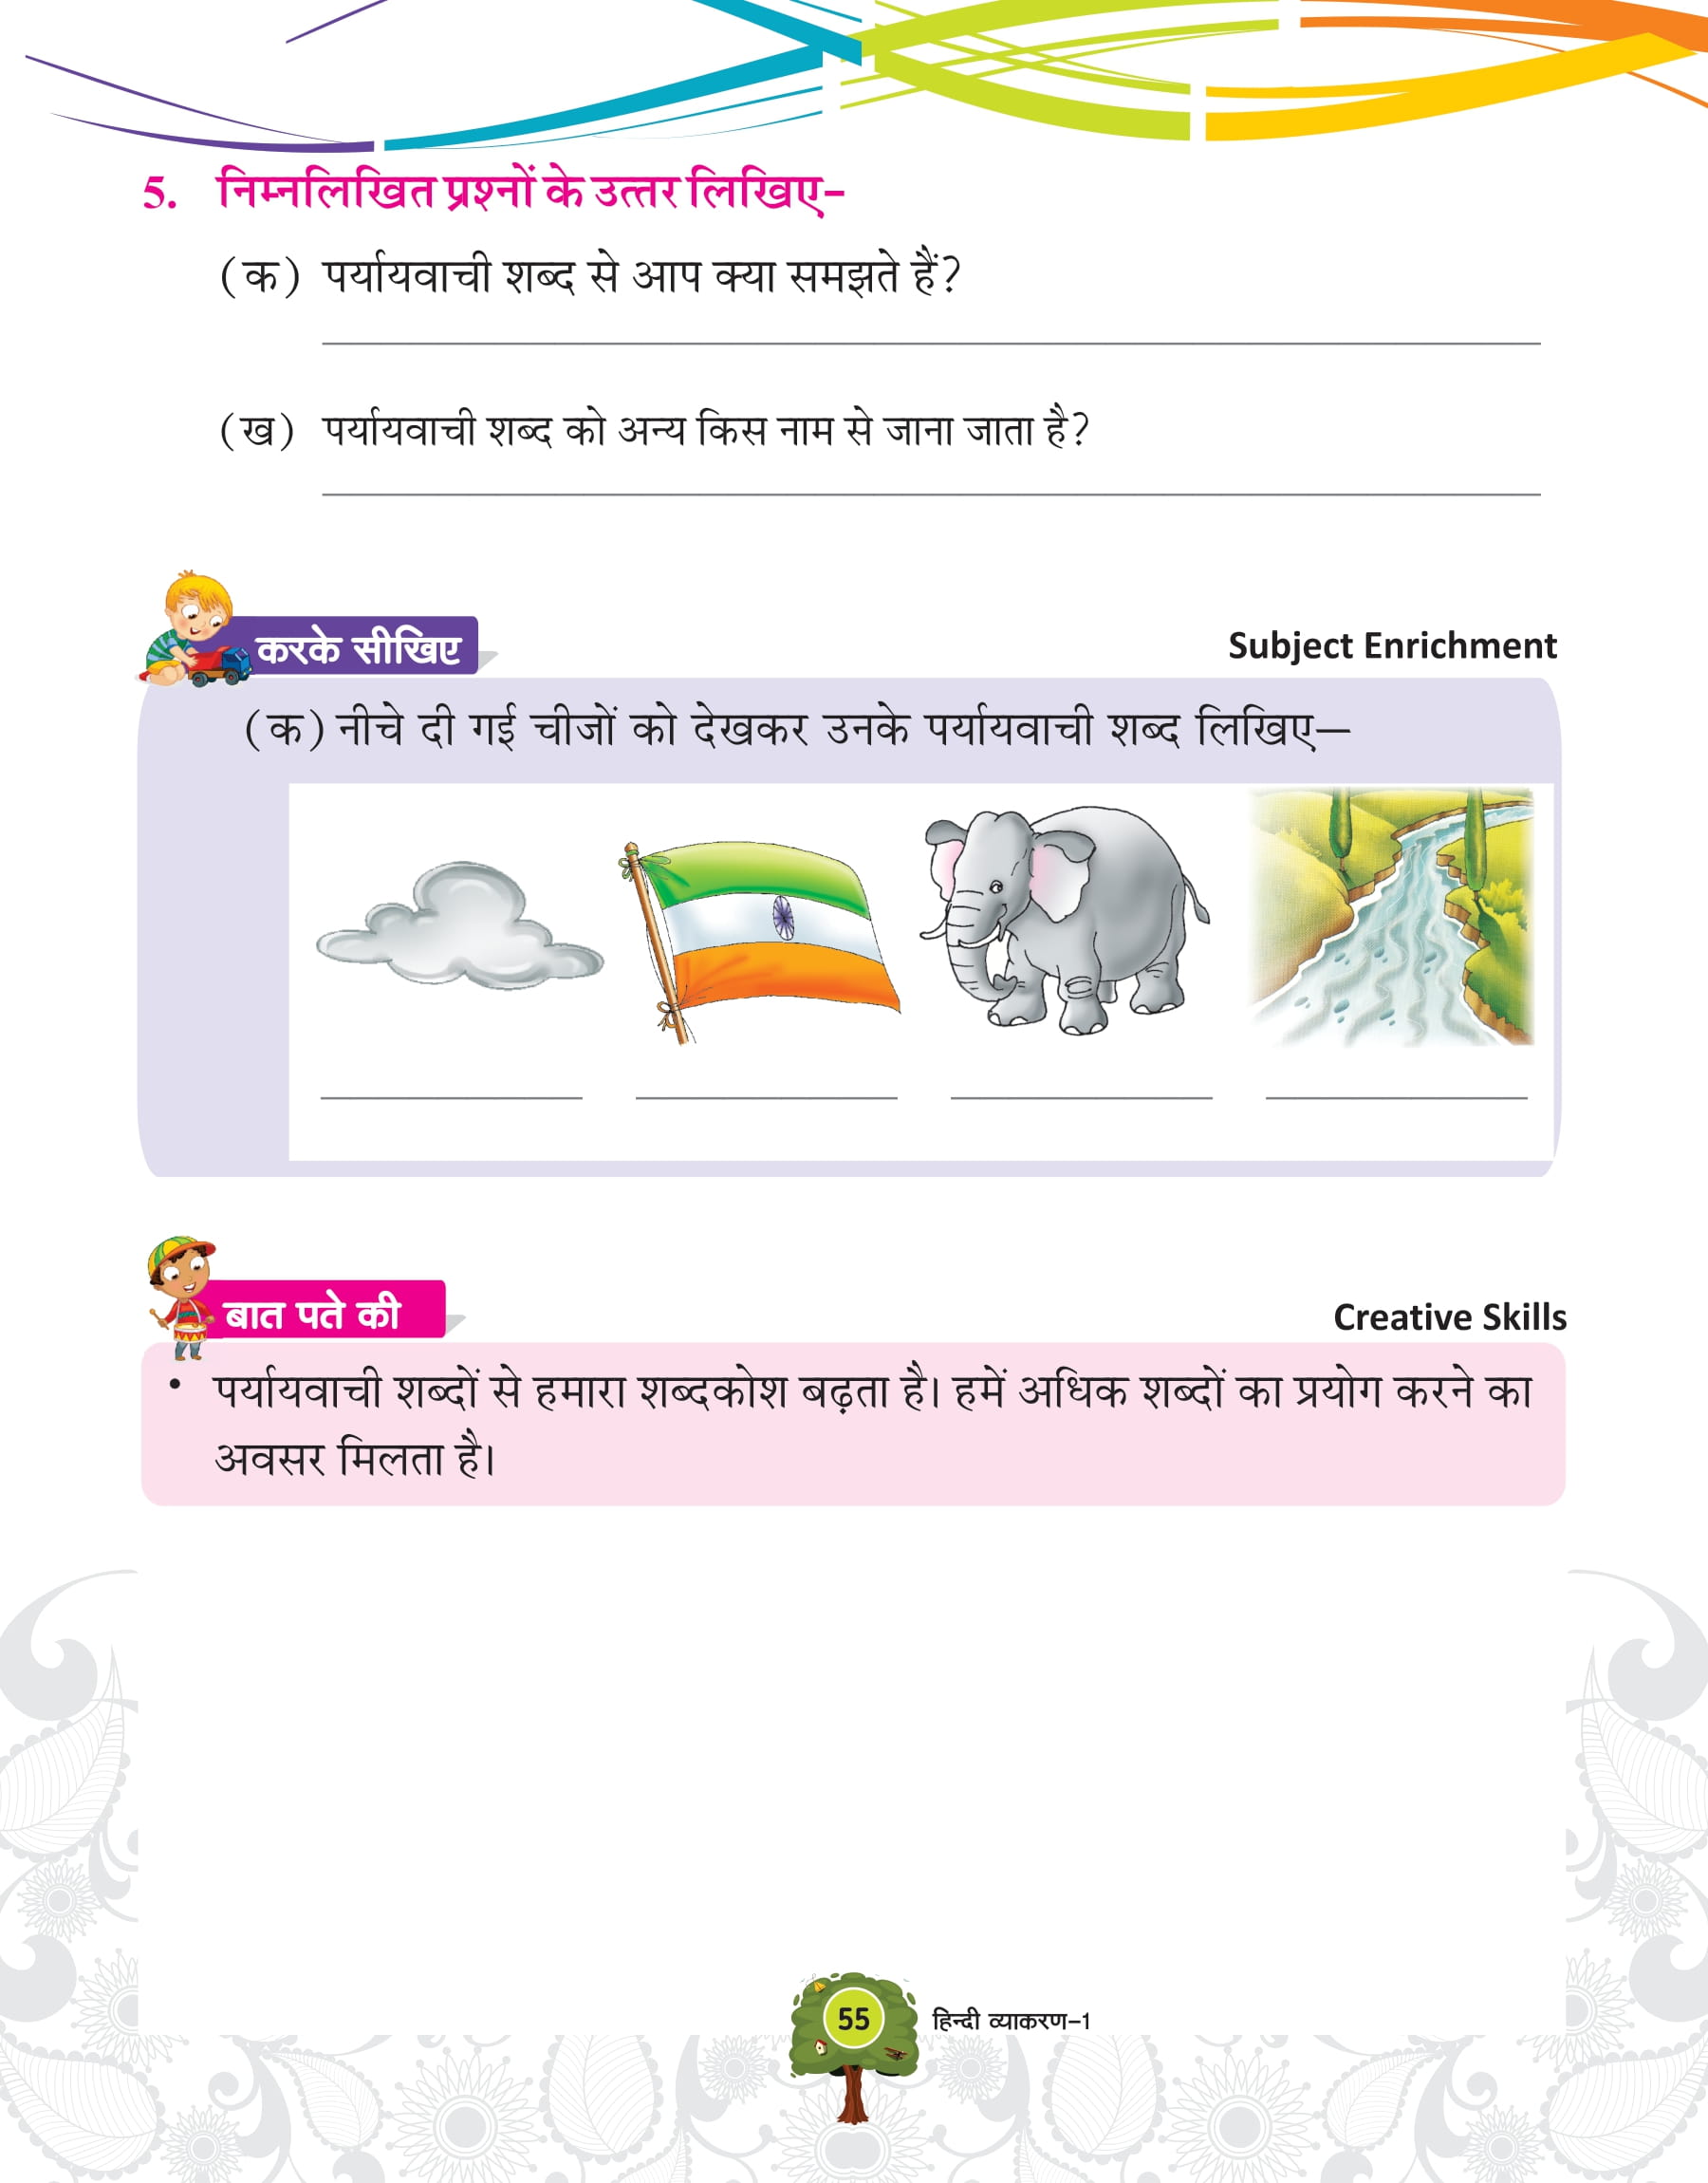 5. निम्नलिखित प्रश्नों के उत्तर लिखिए-
(क) पर्यायवाची शब्द से आप क्या समझते हैं?
(ख) पर्यायवाची शब्द को अन्य किस नाम से जाना जाता है?
करके सीखिए
Subject Enrichment
(क) नीचे दी गई चीजों को देखकर उनके पर्यायवाची शब्द लिखिए—
बात पते की
Creative Skills
• पर्यायवाची शब्दों से हमारा शब्दकोश बढ़ता है। हमें अधिक शब्दों का प्रयोग करने का
अवसर मिलता है।
55 हिन्दी व्याकरण-1